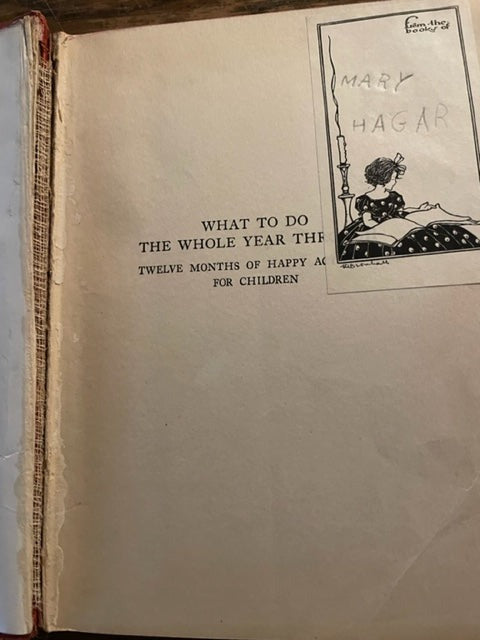 From the
books of
MARY
HAGAR
WHAT TO DO
THE WHOLE YEAR THR
TWELVE MONTHS OF HAPPY AC
FOR CHILDREN